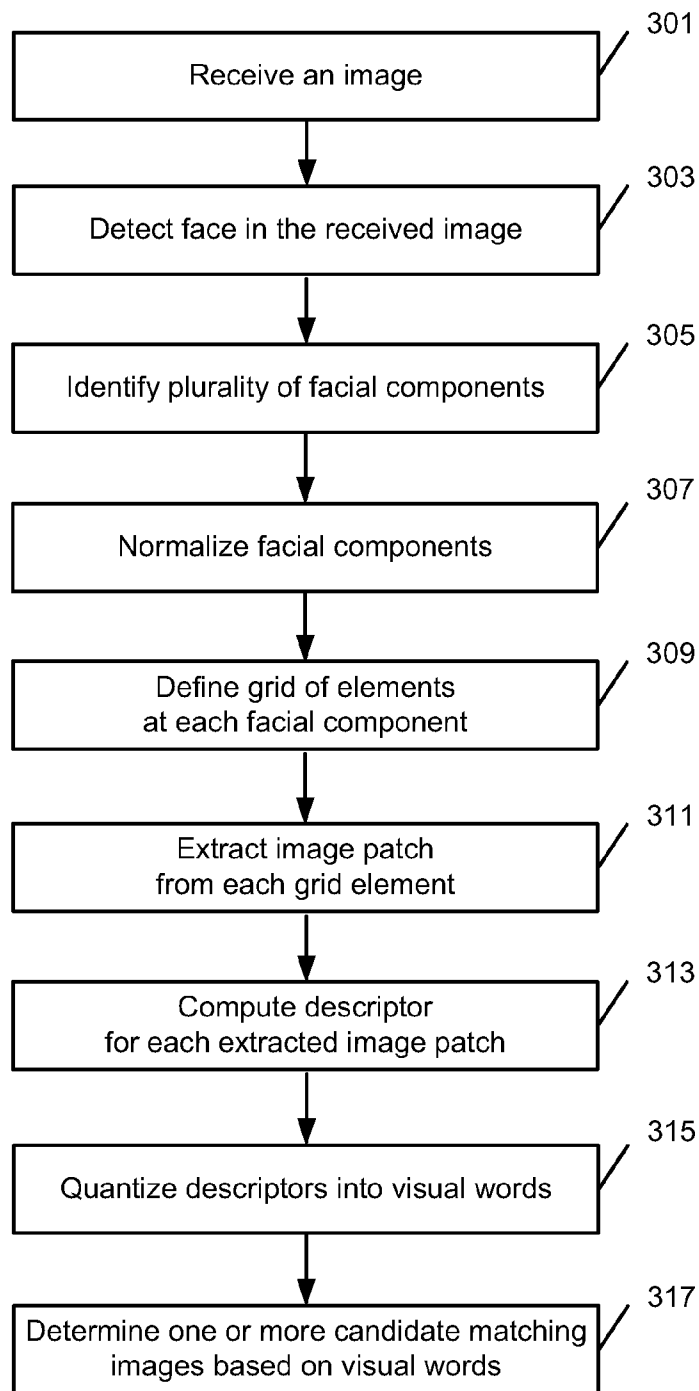 301
Receive an image
303
Detect face in the received image
305
Identify plurality of facial components
307
Normalize facial components
309
Define grid of elements
at each facial component
311
Extract image patch
from each grid element
313
Compute descriptor
for each extracted image patch
315
Quantize descriptors into visual words
317
Determine one or more candidate matching
images based on visual words